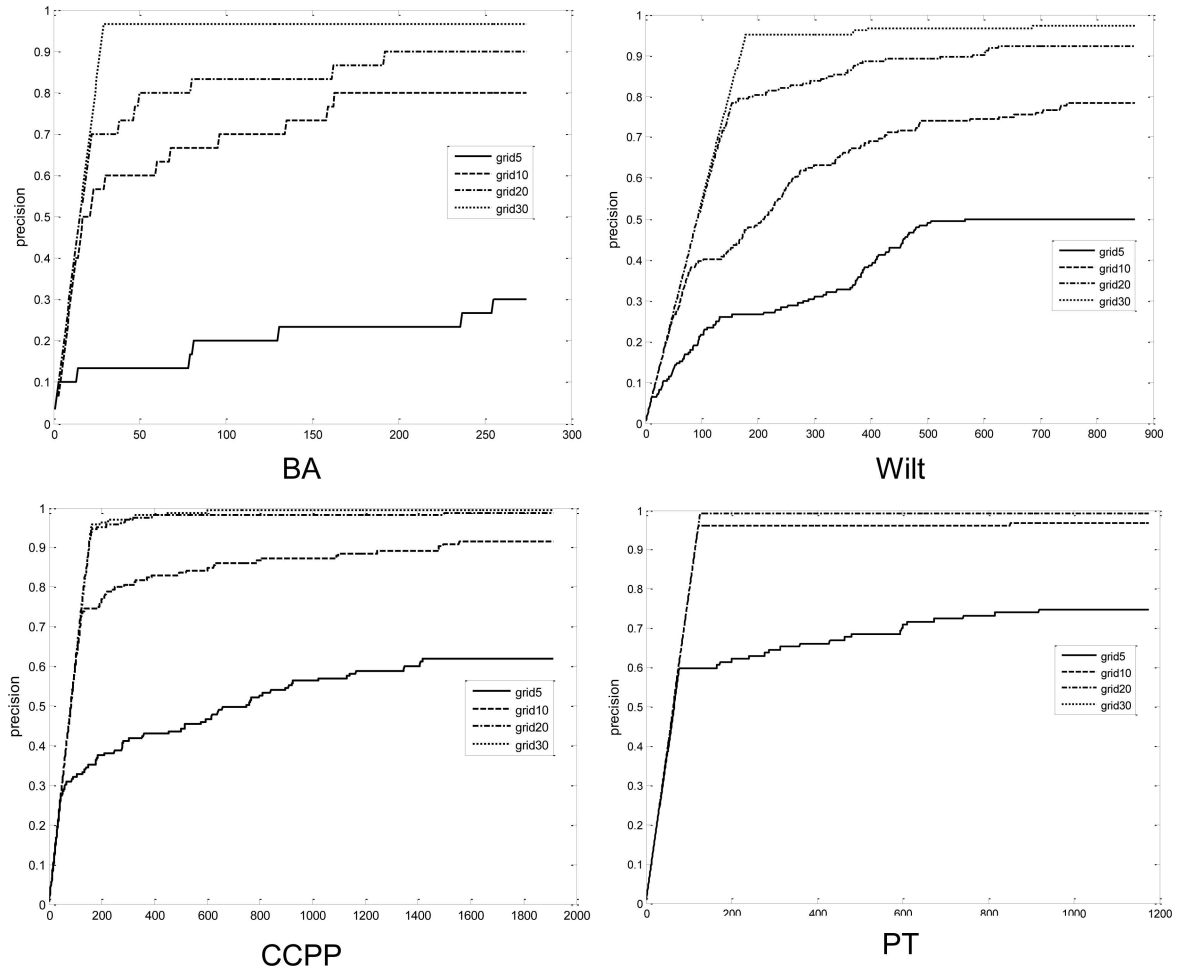 1
0.9
0.8
0.7
0.6
0.5
0.4
0.3
0.2
0.1
0
precision
0 50 100 150 200 250 300
grid5
grid10
grid20
grid30
BA
1
0.9
0.8
0.7
0.6
0.5
0.4
0.3
0.2
0.1
0
precision
0 100 200 300 400 500 600 700 800 900
grid5
grid10
grid20
grid30
Wilt
1
0.9
0.8
0.7
0.6
0.5
0.4
0.3
0.2
0.1
0
precision
0 200 400 600 800 1000 1200 1400 1600 1800 2000
grid5
grid10
grid20
grid30
CCPP
1
0.9
0.8
0.7
0.6
0.5
0.4
0.3
0.2
0.1
0
precision
0 200 400 600 800 1000 1200
grid5
grid10
grid20
grid30
PT